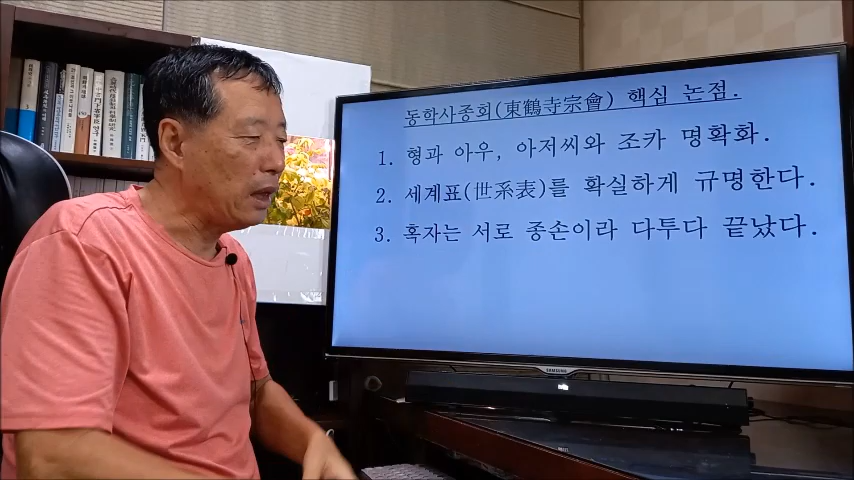 동학사종회(東鶴寺宗會) 핵심 논점.
1. 형과 아우, 아저씨와 조카 명확화.
2. 세계표(世系表)를 확실하게 규명한다.
3. 혹자는 서로 종손이라 다투다 끝났다.
SAMSUNG